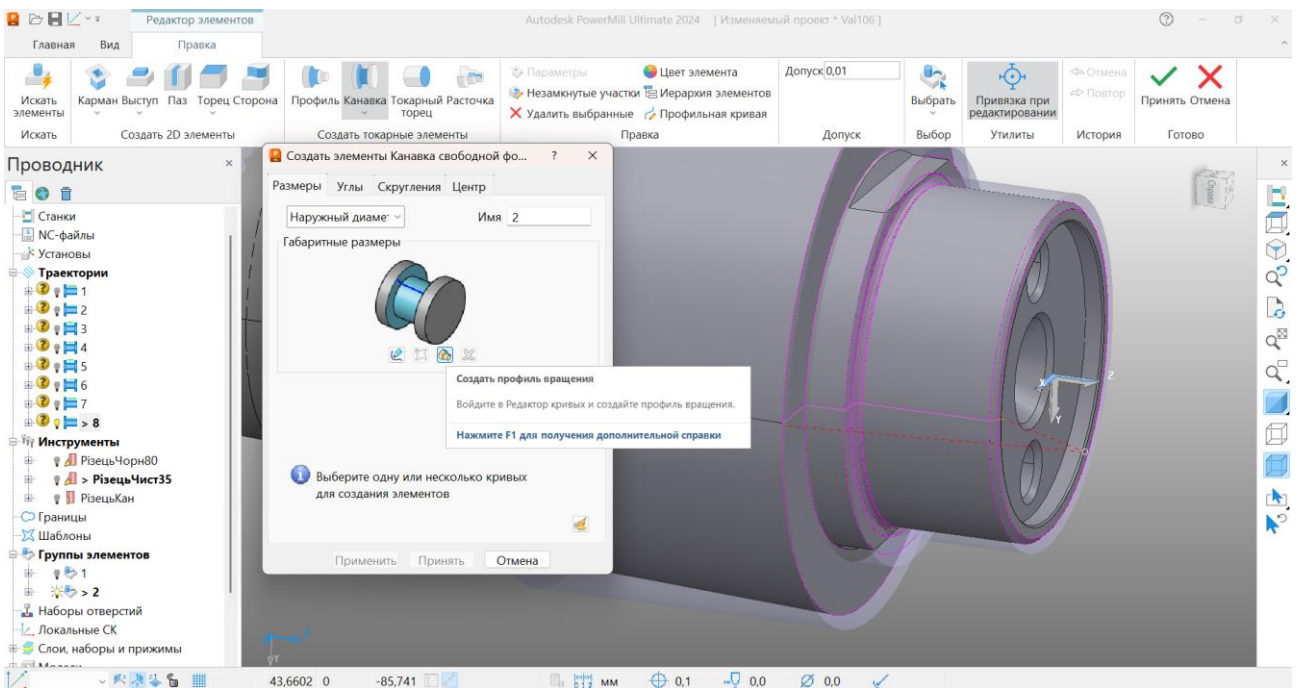 Редактор элементов
Autodesk PowerMill Ultimate 2024 [ Изменяемый проект * Val106 ]
Главная Вид Правка
Искать элементы
Карман Выступ Паз Торец Сторона
Профиль Канавка Токарный торец Расточка
Параметры
Незамкнутые участки
Удалить выбранные
Цвет элемента
Иерархия элементов
Профильная кривая
Допуск 0,01
Выбрать
Привязка при редактировании
Отмена
Повтор
Принять Отмена
Искать Создать 2D элементы Создать токарные элементы Правка Допуск Выбор Утилиты История Готово
Проводник
Станки
NC-файлы
Установы
Траектории
1
2
3
4
5
6
7
> 8
Инструменты
РізецьЧорн80
> РізецьЧист35
РізецьКан
Границы
Шаблоны
Группы элементов
1
> 2
Наборы отверстий
Локальные СК
Слои, наборы и прижимы
Создать элементы Канавка свободной фо... ? ×
Размеры Углы Скругления Центр
Наружный диамет
Имя 2
Габаритные размеры
Создать профиль вращения
Войдите в Редактор кривых и создайте профиль вращения.
Нажмите F1 для получения дополнительной справки
Выберите одну или несколько кривых
для создания элементов
Применить Принять Отмена
Справа
X
Z
Y
Y
43,6602 0 -85,741 мм 0,1 0,0 0,0